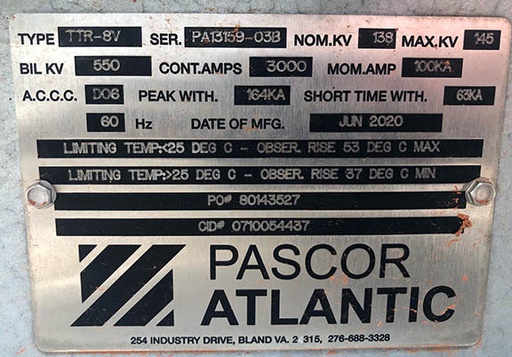 TYPE TTR-8V SER. PA13159-03B NOM.KV 138 MAX.KV 145
BIL KV 550 CONT.AMPS 3000 MOM.AMP 100KA
A.C.C.C. DO6 PEAK WITH. 164KA SHORT TIME WITH. 63KA
60 Hz DATE OF MFG. JUN 2020
LIMITING TEMP:<25 DEG C - OBSER. RISE 53 DEG C MAX
LIMITING TEMP:>25 DEG C - OBSER. RISE 37 DEG C MIN
PO# 80143527
CID# 0710054437
PASCOR
ATLANTIC
254 INDUSTRY DRIVE, BLAND VA. 2 315, 276-688-3328